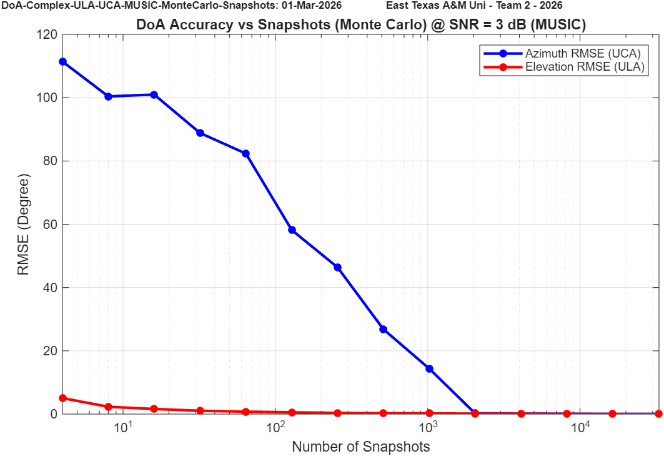 DoA-Complex-ULA-UCA-MUSIC-MonteCarlo-Snapshots: 01-Mar-2026 East Texas A&M Uni - Team 2 - 2026
DoA Accuracy vs Snapshots (Monte Carlo) @ SNR = 3 dB (MUSIC)
Azimuth RMSE (UCA)
Elevation RMSE (ULA)
120
100
80
60
40
20
0
RMSE (Degree)
10¹ 10² 10³ 10⁴
Number of Snapshots